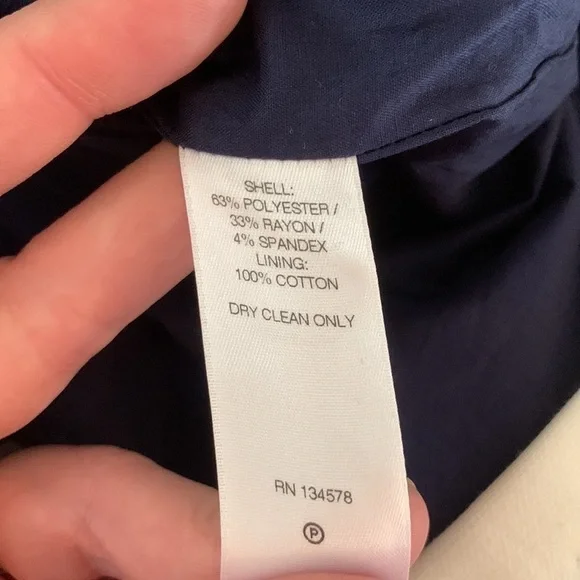 SHELL:
63% POLYESTER /
33% RAYON /
4% SPANDEX
LINING:
100% COTTON
DRY CLEAN ONLY
RN 134578
P